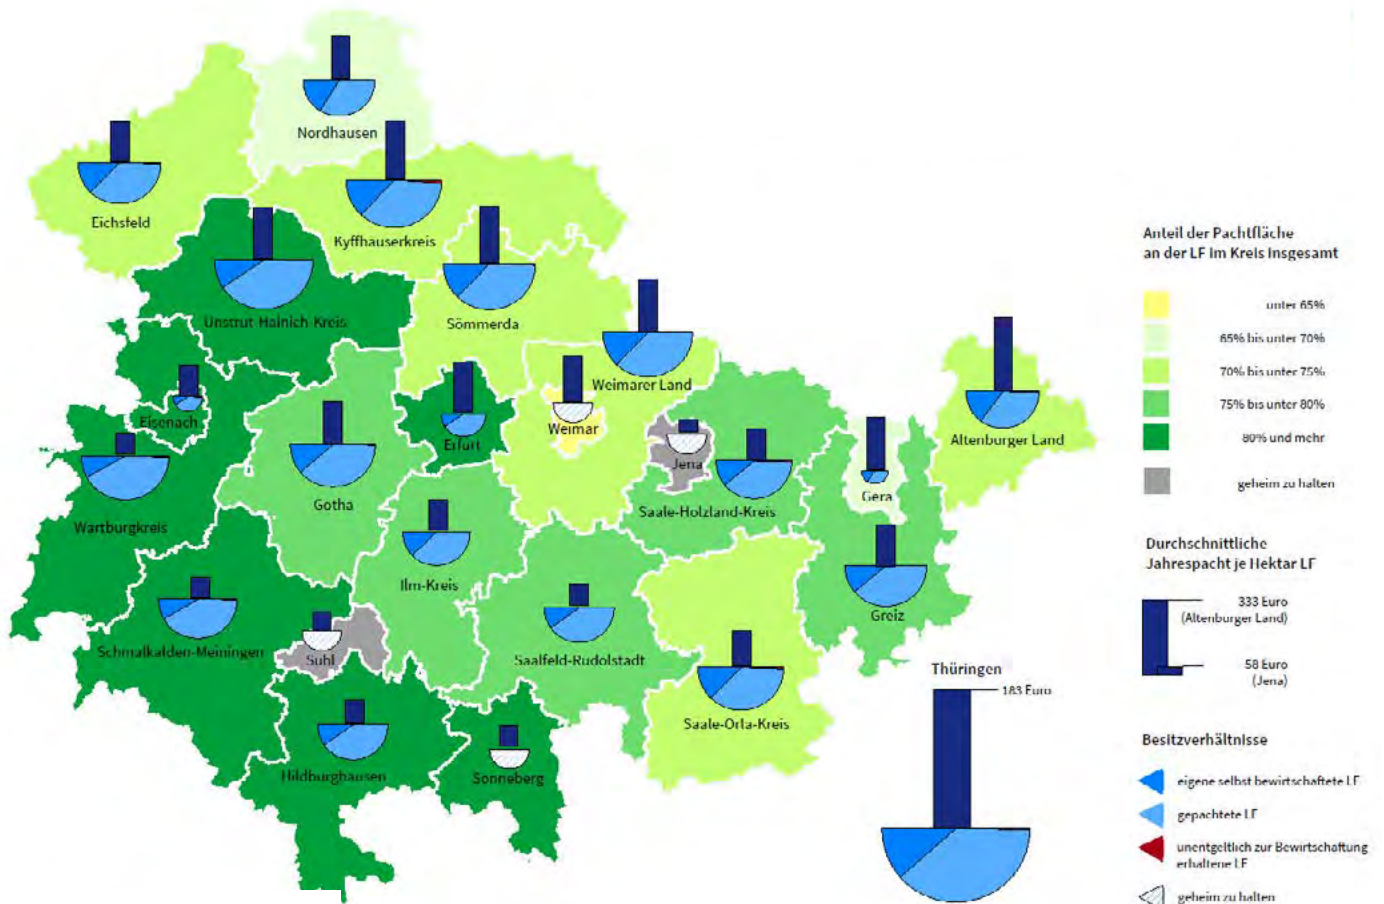 Nordhausen
Eichsfeld
Kyffhäuserkreis
Unstrut-Hainich-Kreis
Sömmerda
Weimarer Land
Eisenach
Erfurt
Weimar
Altenburger Land
Jena
Gera
Gotha
Saale-Holzland-Kreis
Wartburgkreis
Ilm-Kreis
Greiz
Schmalkalden-Meiningen
Suhl
Saalfeld-Rudolstadt
Saale-Orla-Kreis
Hildburghausen
Sonneberg
Thüringen
183 Euro
Anteil der Pachtfläche
an der LF im Kreis insgesamt
unter 65%
65% bis unter 70%
70% bis unter 75%
75% bis unter 80%
80% und mehr
geheim zu halten
Durchschnittliche
Jahrespacht je Hektar LF
333 Euro
(Altenburger Land)
58 Euro
(Jena)
Besitzverhältnisse
eigene selbst bewirtschaftete LF
gepachtete LF
unentgeltlich zur Bewirtschaftung
erhaltene LF
geheim zu halten